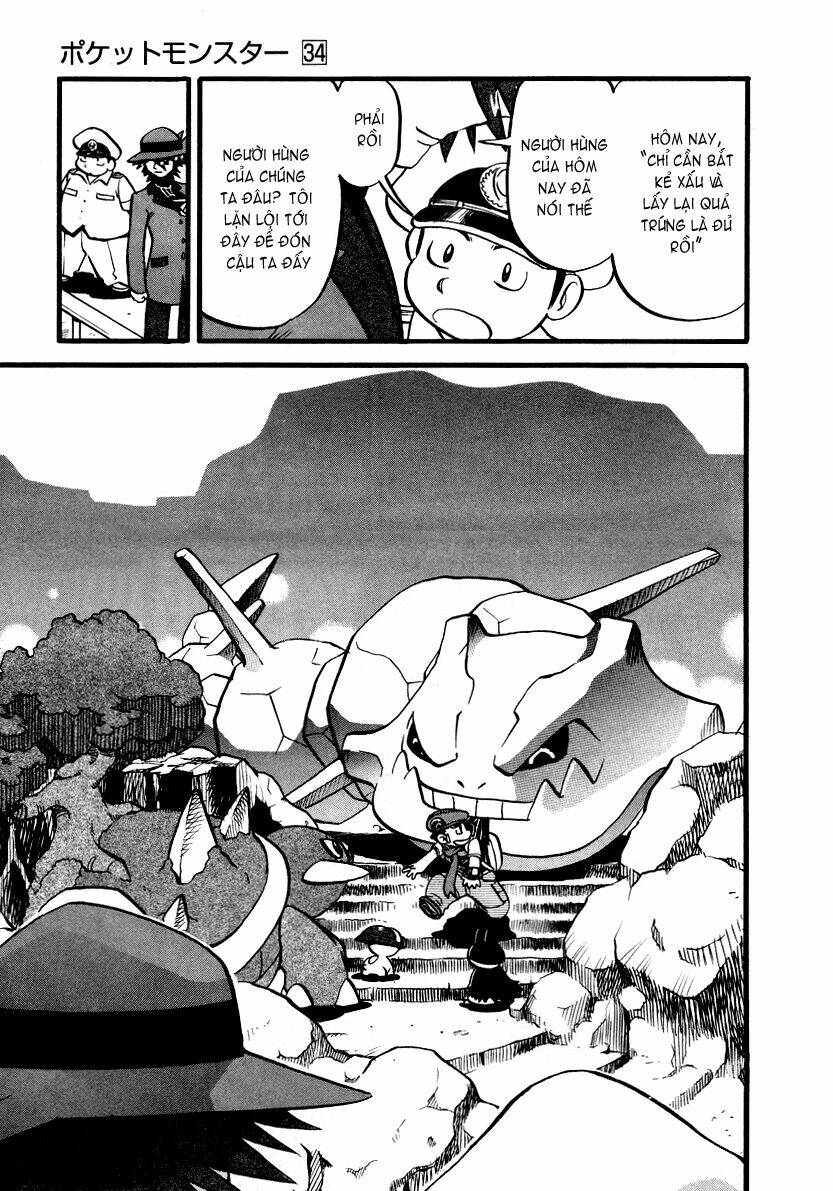 ポケットモンスター 34
HÔM NAY,
"CHỈ CẦN BẮT
KẺ XẤU VÀ
LẤY LẠI QUẢ
TRỨNG LÀ ĐỦ
RỒI"
NGƯỜI HÙNG
CỦA HÔM
NAY ĐÃ
NÓI THẾ
PHẢI
RỒI
NGƯỜI HÙNG
CỦA CHÚNG
TA ĐÂU? TÔI
LẶN LỘI TỚI
ĐÂY ĐỂ ĐÓN
CẬU TA ĐẤY